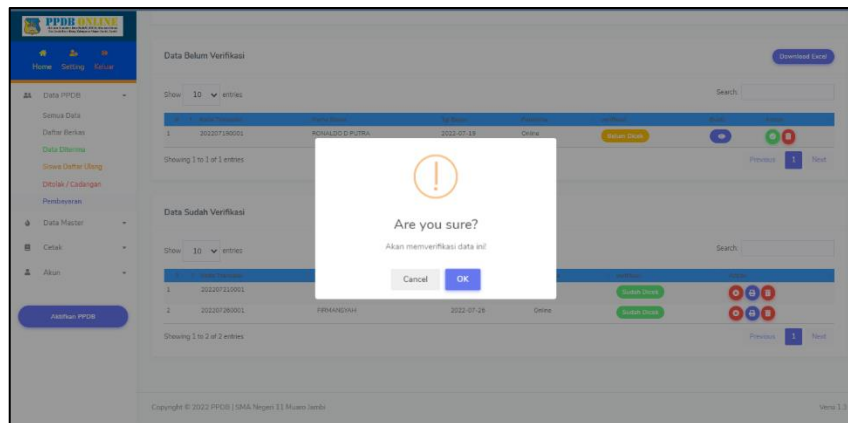 PPDB ONLINE
Home Setting Keluar
Data PPDB
Semua Data
Daftar Berkas
Data Diterima
Siswa Daftar Ulang
Ditolak / Cadangan
Pembayaran
Data Master
Cetak
Akun
Aktifkan PPDB
Data Belum Verifikasi
Download Excel
Show 10 entries
Search:
1 202207190001 RONALDO D PUTRA 2022-07-19 Online Belum Dicek
Showing 1 to 1 of 1 entries
Previous 1 Next
Are you sure?
Akan memverifikasi data ini!
Cancel OK
Data Sudah Verifikasi
Show 10 entries
Search:
1 202207210001 Sudah Dicek
2 202207260001 FIRMANSYAH 2022-07-26 Online Sudah Dicek
Showing 1 to 2 of 2 entries
Previous 1 Next
Copyright © 2022 PPDB | SMA Negeri 11 Muaro Jambi